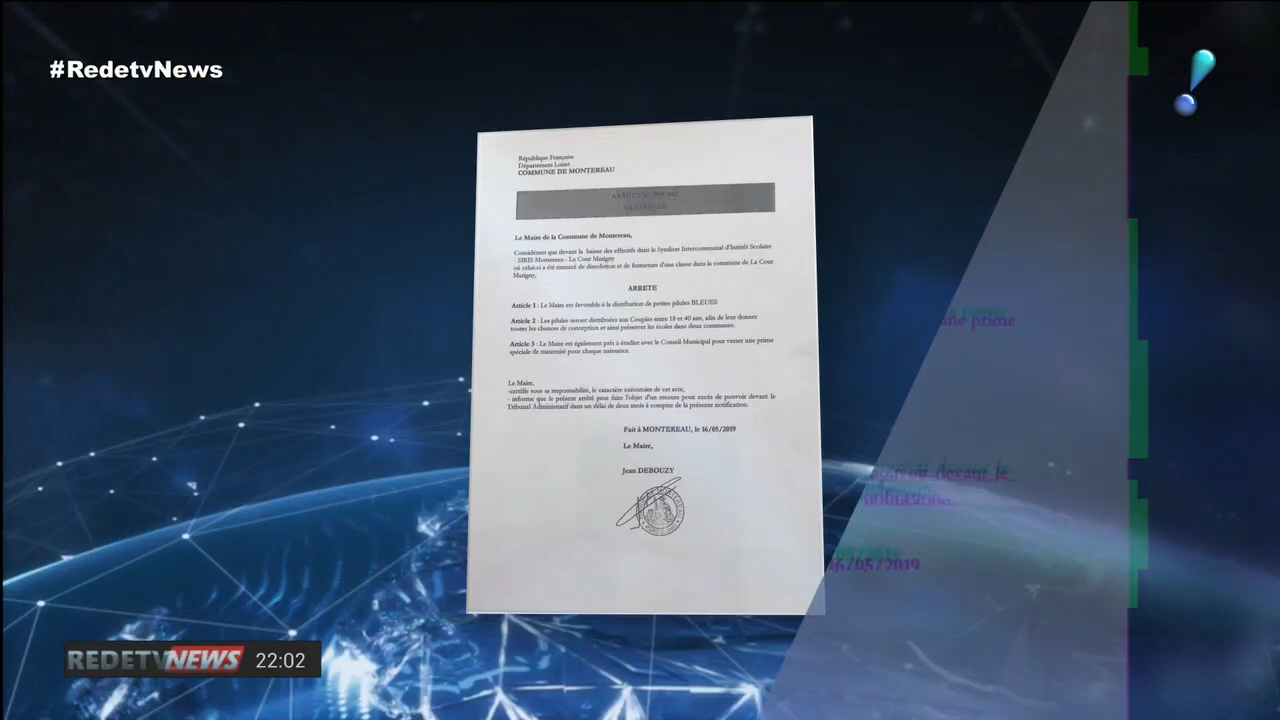 #RedetvNews
République Française
Département Loiret
COMMUNE DE MONTEREAU
Le Maire de la Commune de Montereau,
Considérant que devant la baisse des effectifs dans le Syndicat Intercommunal d'Intérêt Scolaire
- SIRIS Montereau - La Cour Marigny
où celui-ci a été menacé de dissolution et de fermeture d'une classe dans la commune de La Cour
Marigny,
ARRETE
Article 1 : Le Maire est favorable à la distribution de petites pilules BLEUES
Article 2 : Les pilules seront distribuées aux Couples entre 18 et 40 ans, afin de leur donner
toutes les chances de conception et ainsi préserver les écoles dans deux communes.
Article 3 : Le Maire est également prêt à étudier avec le Conseil Municipal pour verser une prime
spéciale de maternité pour chaque naissance.
Le Maire,
-certifie sous sa responsabilité, le caractère exécutoire de cet acte,
- informe que le présent arrêté peut faire l'objet d'un recours pour excès de pouvoir devant le
Tribunal Administratif dans un délai de deux mois à compter de la présente notification.
Fait à MONTEREAU, le 16/05/2019
Le Maire,
Jean DEBOUZY
une prime
devant le
16/05/2019
REDETV NEWS 22:02